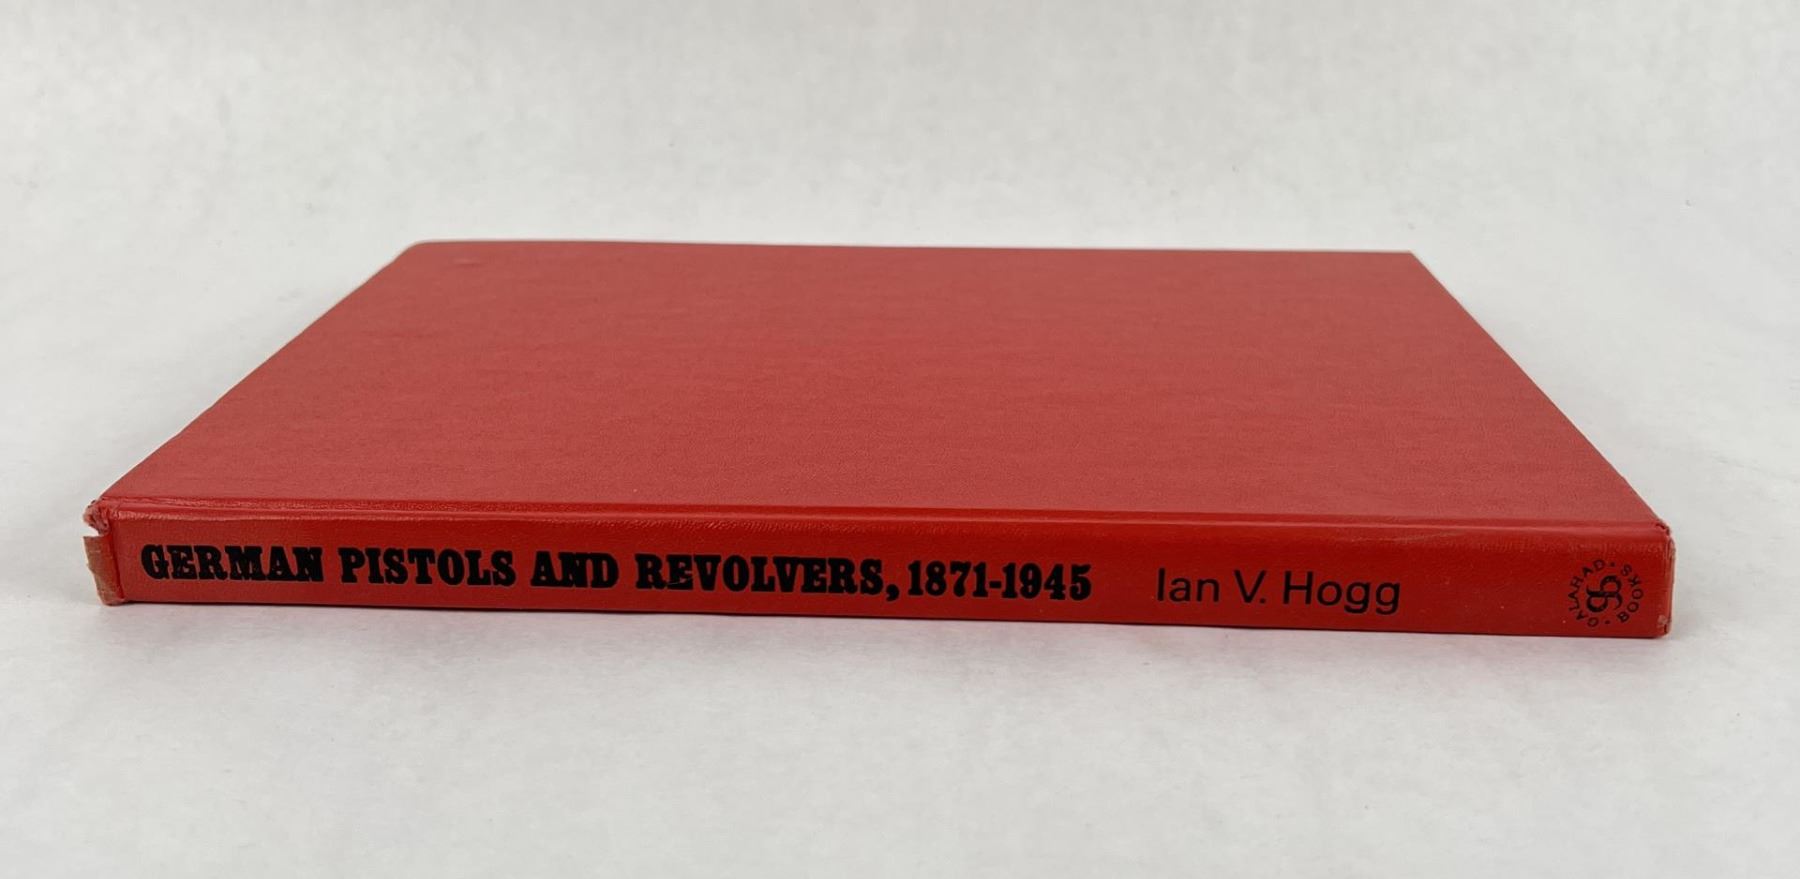 GERMAN PISTOLS AND REVOLVERS, 1871-1945 Ian V. Hogg
GALAHAD • BOOKS •